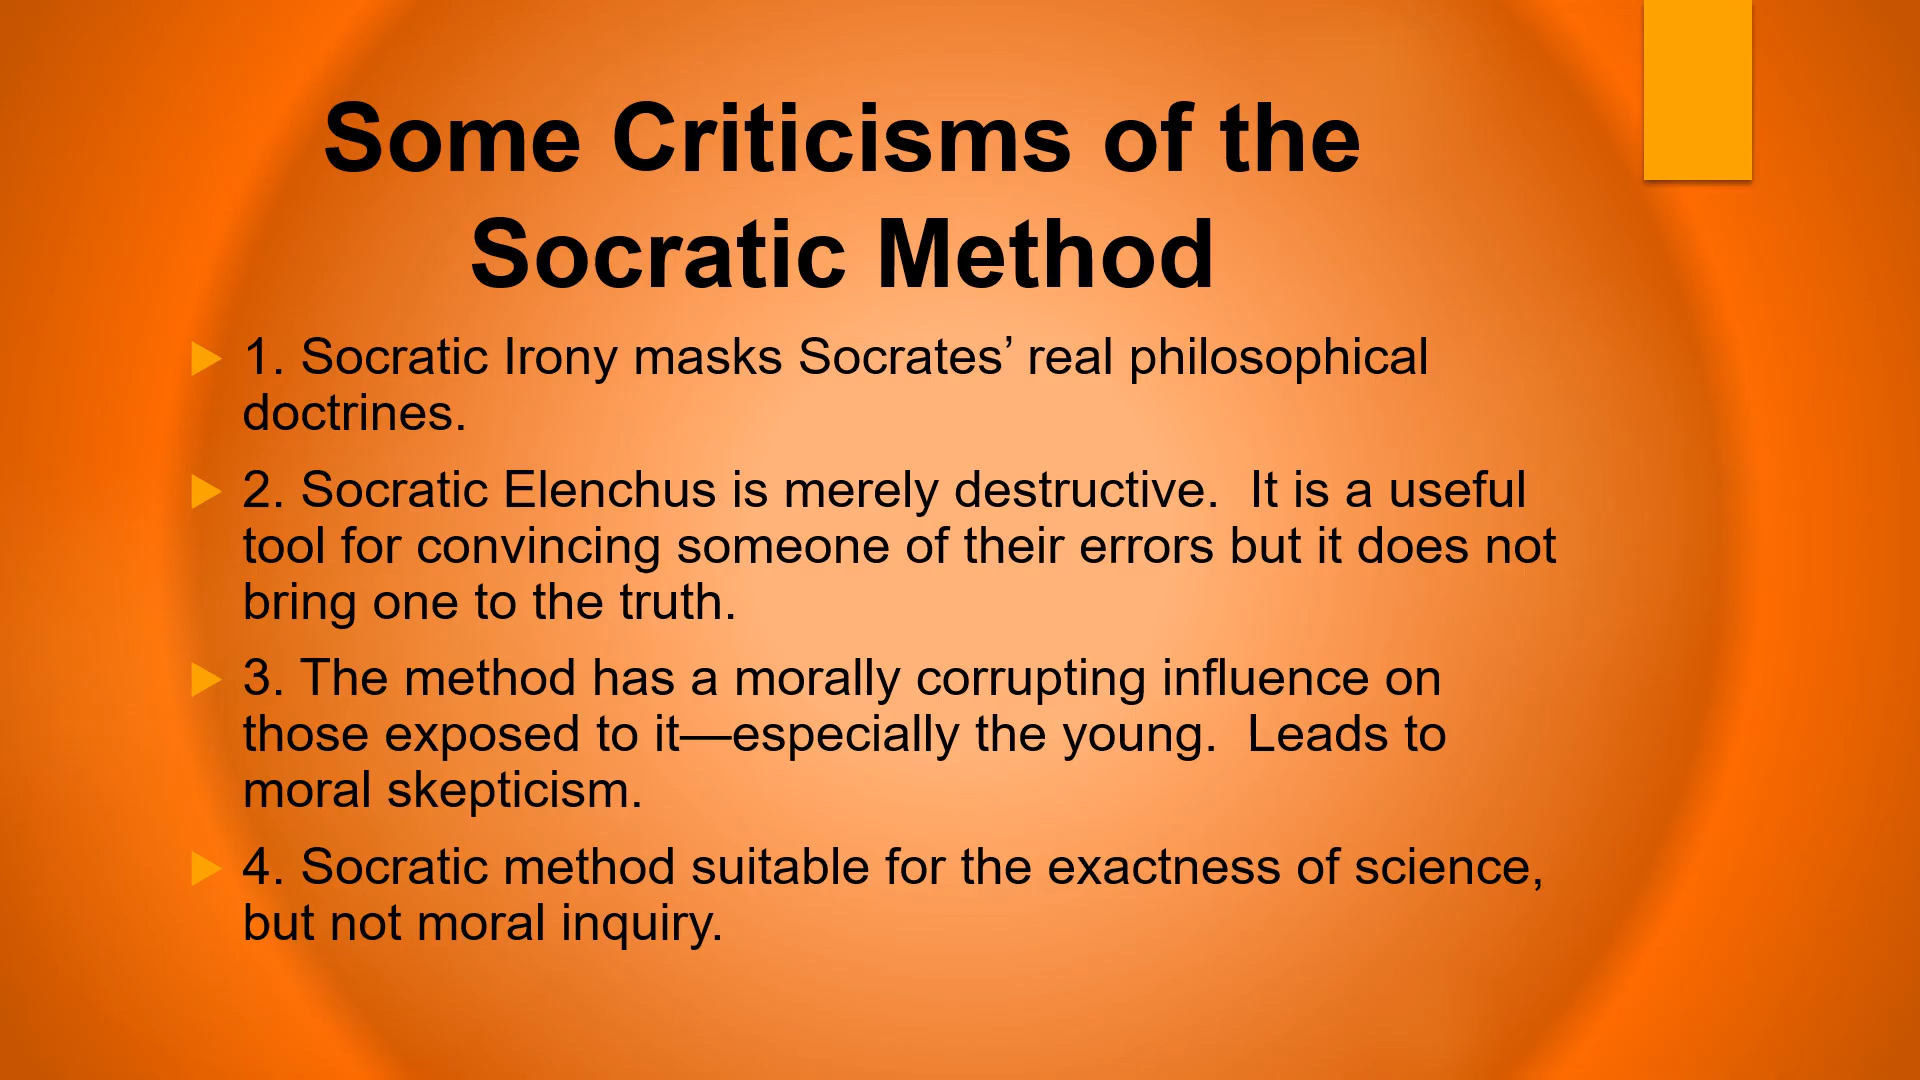 Some Criticisms of the
Socratic Method
1. Socratic Irony masks Socrates’ real philosophical
doctrines.
2. Socratic Elenchus is merely destructive.  It is a useful
tool for convincing someone of their errors but it does not
bring one to the truth.
3. The method has a morally corrupting influence on
those exposed to it—especially the young.  Leads to
moral skepticism.
4. Socratic method suitable for the exactness of science,
but not moral inquiry.